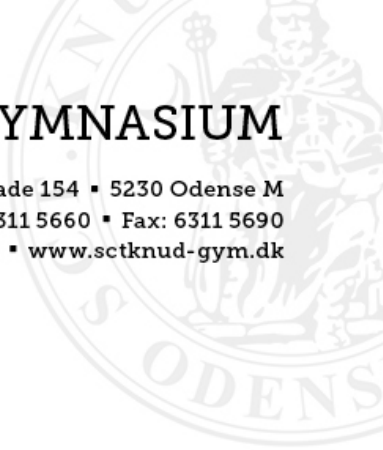 YMNASIUM
ade 154 ▪ 5230 Odense M
311 5660 ▪ Fax: 6311 5690
▪ www.sctknud-gym.dk
ODENS